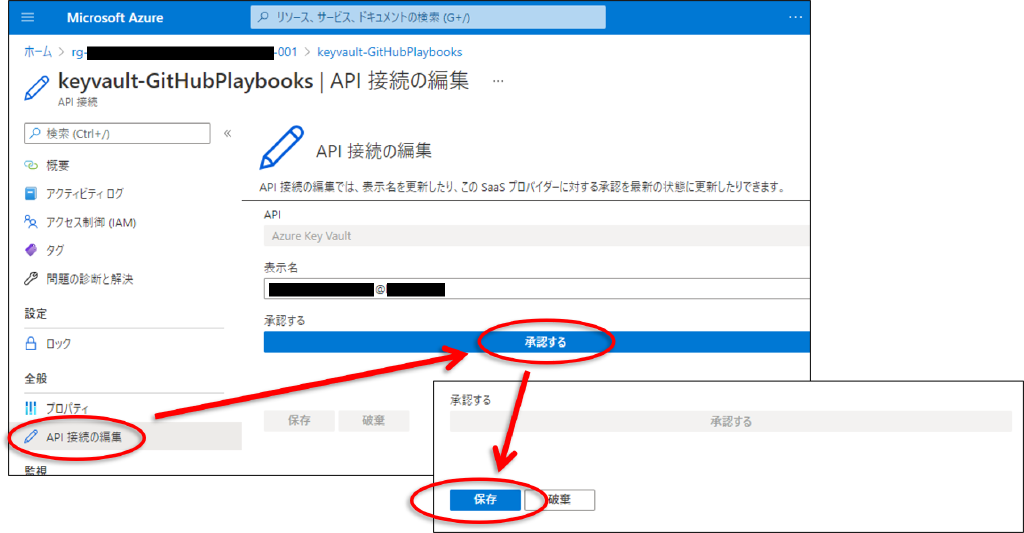 Microsoft Azure
リソース、サービス、ドキュメントの検索 (G+/)
ホーム > rg- -001 > keyvault-GitHubPlaybooks
keyvault-GitHubPlaybooks | API 接続の編集
API 接続
検索 (Ctrl+/)
概要
アクティビティ ログ
アクセス制御 (IAM)
タグ
問題の診断と解決
設定
ロック
全般
プロパティ
API 接続の編集
監視
API 接続の編集
API 接続の編集では、表示名を更新したり、この SaaS プロバイダーに対する承認を最新の状態に更新したりできます。
API
Azure Key Vault
表示名
@
承認する
承認する
保存 破棄
承認する
承認する
保存 破棄